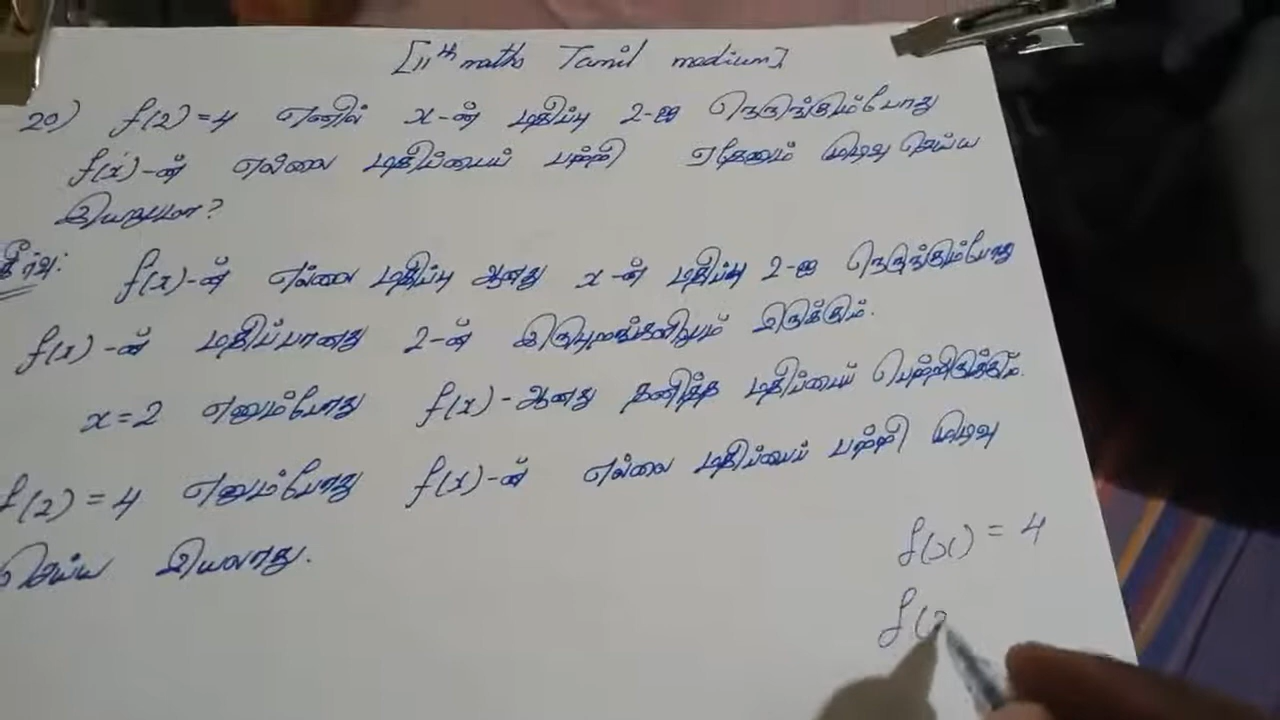 [11th maths Tamil medium]
20) f(2)=4 எனில் x-ன் மதிப்பு 2-ஐ நெருங்கும்போது
f(x)-ன் எல்லை மதிப்பைப் பற்றி ஏதேனும் முடிவு செய்ய
இயலுமா?
தீர்வு: f(x)-ன் எல்லை மதிப்பு ஆனது x-ன் மதிப்பு 2-ஐ நெருங்கும்போது
f(x)-ன் மதிப்பானது 2-ன் இருபுறங்களிலும் இருக்கும்.
x=2 எனும்போது f(x)-ஆனது தனித்த மதிப்பைப் பெற்றிருக்கும்.
f(2)=4 எனும்போது f(x)-ன் எல்லை மதிப்பைப் பற்றி முடிவு
செய்ய இயலாது.
f(x) = 4
f(2